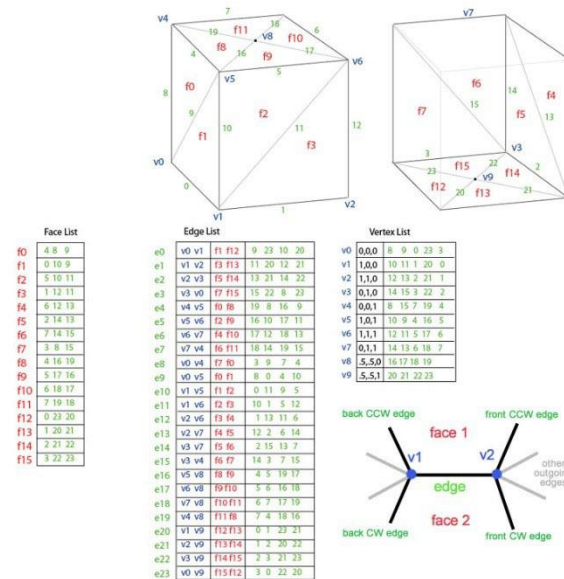 v4
7
v7
19
f11
18
6
v8
f10
4
f8
16
f9
17
v5
5
v6
8
f0
9
f1
10
f2
11
f3
12
v0
0
v1
1
v2
f6
15
14
f4
f7
f5
13
v3
3
f15
22
2
23
v9
f14
f12
20
f13
21
Face List
f0 4 8 9
f1 0 10 9
f2 5 10 11
f3 1 12 11
f4 6 12 13
f5 2 14 13
f6 7 14 15
f7 3 8 15
f8 4 16 19
f9 5 17 16
f10 6 18 17
f11 7 19 18
f12 0 23 20
f13 1 20 21
f14 2 21 22
f15 3 22 23
Edge List
e0 v0 v1 f1 f12 9 23 10 20
e1 v1 v2 f3 f13 11 20 12 21
e2 v2 v3 f5 f14 13 21 14 22
e3 v3 v0 f7 f15 15 22 8 23
e4 v4 v5 f0 f8 19 8 16 9
e5 v5 v6 f2 f9 16 10 17 11
e6 v6 v7 f4 f10 17 12 18 13
e7 v7 v4 f6 f11 18 14 19 15
e8 v0 v4 f7 f0 3 9 7 4
e9 v0 v5 f0 f1 8 0 4 10
e10 v1 v5 f1 f2 0 11 9 5
e11 v1 v6 f2 f3 10 1 5 12
e12 v2 v6 f3 f4 1 13 11 6
e13 v2 v7 f4 f5 12 2 6 14
e14 v3 v7 f5 f6 2 15 13 7
e15 v3 v4 f6 f7 14 3 7 15
e16 v5 v8 f8 f9 4 5 19 17
e17 v6 v8 f9 f10 5 6 16 18
e18 v7 v8 f10 f11 6 7 17 19
e19 v4 v8 f11 f8 7 4 18 16
e20 v1 v9 f12 f13 0 1 23 21
e21 v2 v9 f13 f14 1 2 20 22
e22 v3 v9 f14 f15 2 3 21 23
e23 v0 v9 f15 f12 3 0 22 20
Vertex List
v0 0,0,0 8 9 0 23 3
v1 1,0,0 10 11 1 20 0
v2 1,1,0 12 13 2 21 1
v3 0,1,0 14 15 3 22 2
v4 0,0,1 8 15 7 19 4
v5 1,0,1 10 9 4 16 5
v6 1,1,1 12 11 5 17 6
v7 0,1,1 14 13 6 18 7
v8 .5,.5,0 16 17 18 19
v9 .5,.5,1 20 21 22 23
back CCW edge
front CCW edge
face 1
v1
v2
edge
other
outgoing
edges
face 2
back CW edge
front CW edge